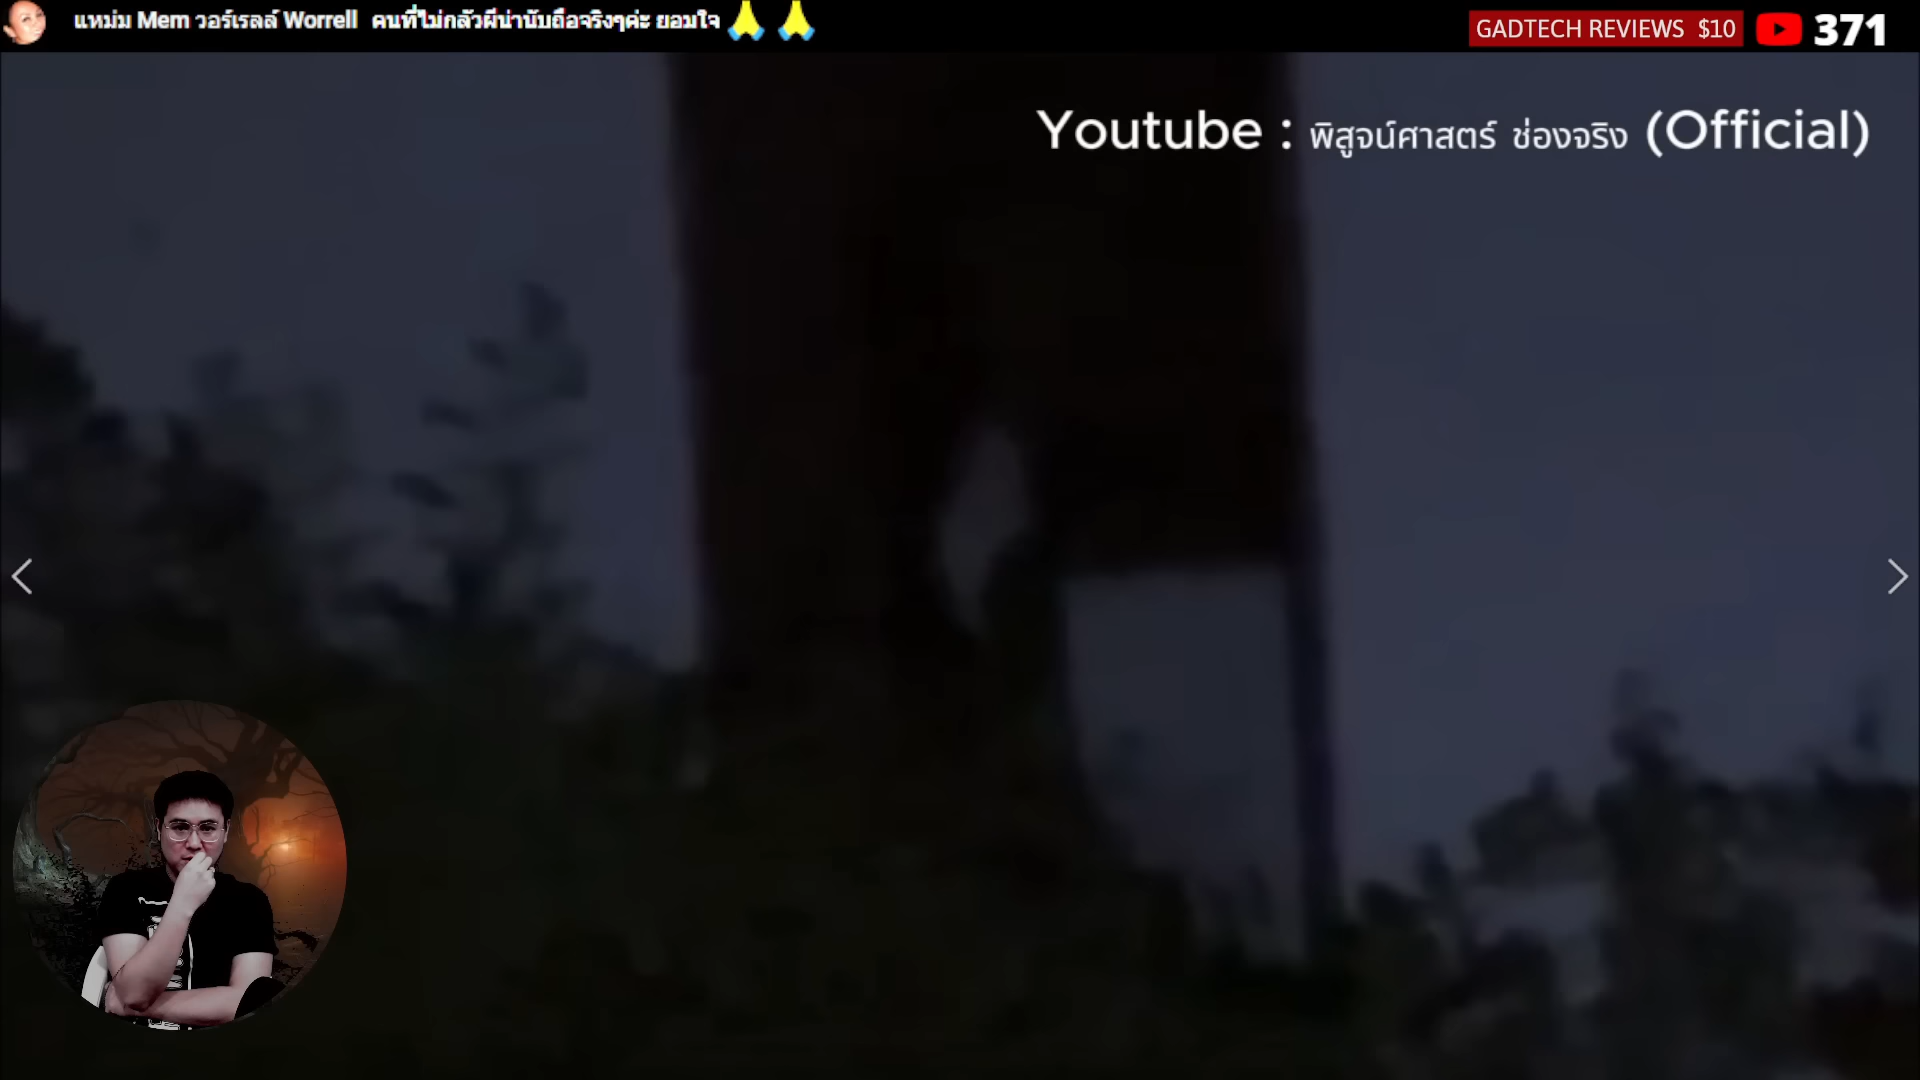 แหม่ม Mem วอร์เรลล์ Worrell คนที่ไม่กลัวผีน่านับถือจริงๆค่ะ ยอมใจ 🙏 🙏
GADTECH REVIEWS $10
371
Youtube : พิสูจน์ศาสตร์ ช่องจริง (Official)